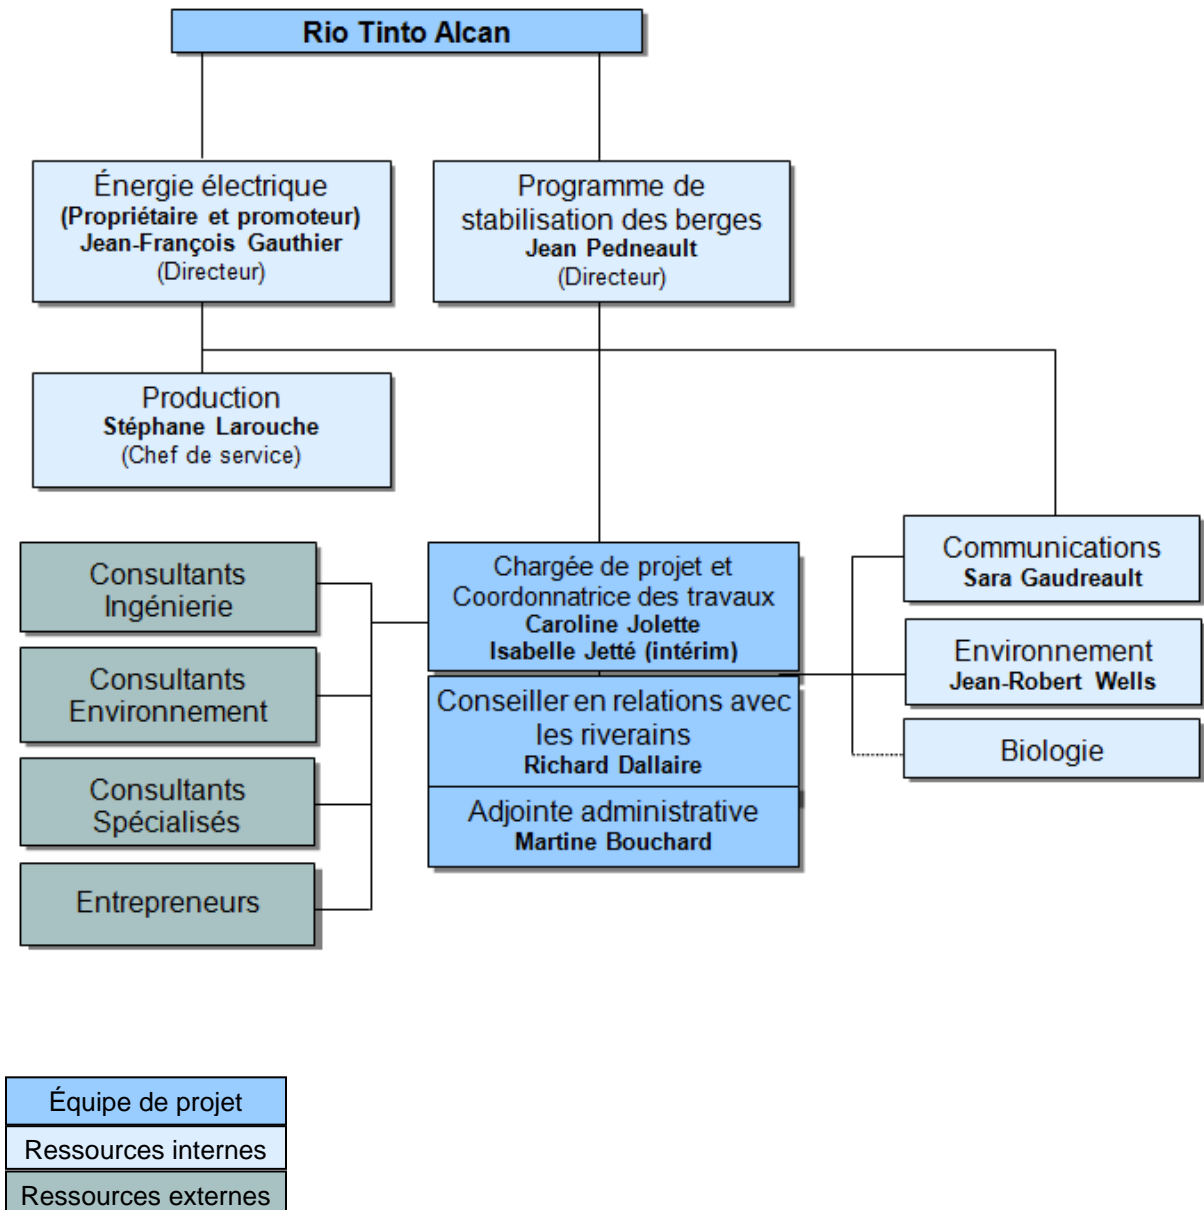 Rio Tinto Alcan
Énergie électrique
(Propriétaire et promoteur)
Jean-François Gauthier
(Directeur)
Programme de
stabilisation des berges
Jean Pedneault
(Directeur)
Production
Stéphane Larouche
(Chef de service)
Consultants
Ingénierie
Consultants
Environnement
Consultants
Spécialisés
Entrepreneurs
Chargée de projet et
Coordonnatrice des travaux
Caroline Jolette
Isabelle Jetté (intérim)
Conseiller en relations avec
les riverains
Richard Dallaire
Adjointe administrative
Martine Bouchard
Communications
Sara Gaudreault
Environnement
Jean-Robert Wells
Biologie
Équipe de projet
Ressources internes
Ressources externes